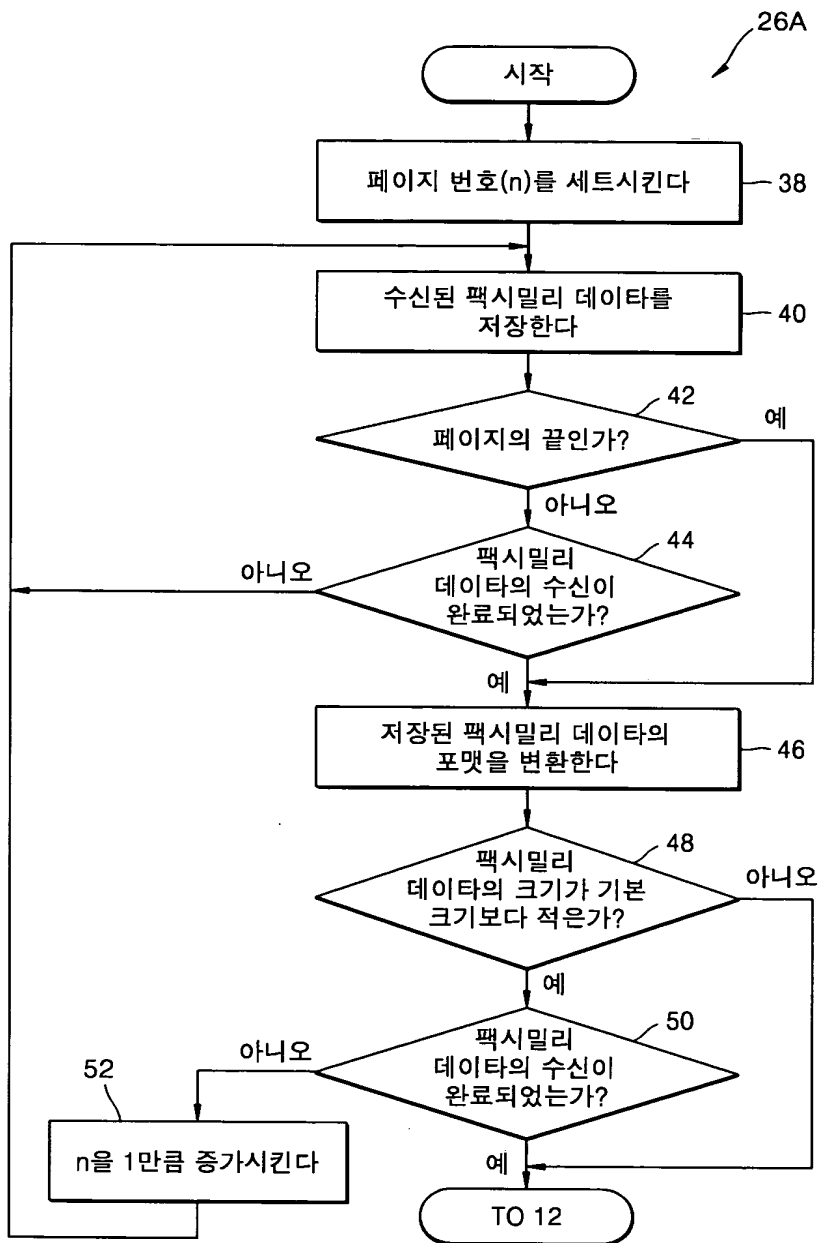 26A
시작
페이지 번호(n)를 세트시킨다
38
수신된 팩시밀리 데이타를
저장한다
40
42
예
페이지의 끝인가?
아니오
44
아니오
팩시밀리
데이타의 수신이
완료되었는가?
예
저장된 팩시밀리 데이타의
포맷을 변환한다
46
48
팩시밀리
데이타의 크기가 기본
크기보다 적은가?
아니오
예
50
아니오
팩시밀리
데이타의 수신이
완료되었는가?
52
n을 1만큼 증가시킨다
예
TO 12